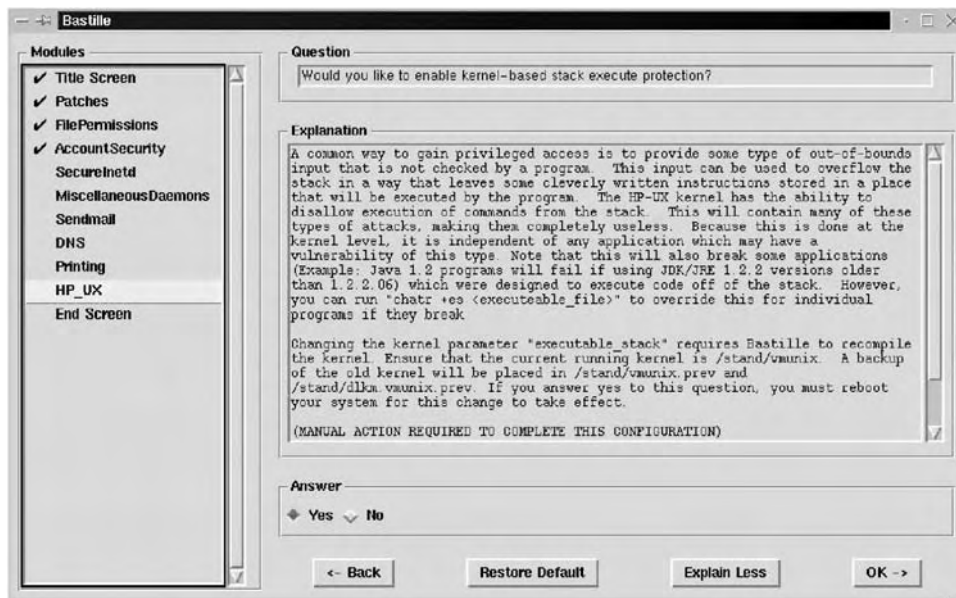 Bastille
Modules
✔ Title Screen
✔ Patches
✔ FilePermissions
✔ AccountSecurity
SecureInetd
MiscellaneousDaemons
Sendmail
DNS
Printing
HP_UX
End Screen
Question
Would you like to enable kernel-based stack execute protection?
Explanation
A common way to gain privileged access is to provide some type of out-of-bounds
input that is not checked by a program.  This input can be used to overflow the
stack in a way that leaves some cleverly written instructions stored in a place
that will be executed by the program.  The HP-UX kernel has the ability to
disallow execution of commands from the stack.  This will contain many of these
types of attacks, making them completely useless.  Because this is done at the
kernel level, it is independent of any application which may have a
vulnerability of this type. Note that this will also break some applications
(Example: Java 1.2 programs will fail if using JDK/JRE 1.2.2 versions older
than 1.2.2.06) which were designed to execute code off of the stack.  However,
you can run "chatr +es <executeable_file>" to override this for individual
programs if they break
Changing the kernel parameter "executable_stack" requires Bastille to recompile
the kernel. Ensure that the current running kernel is /stand/vmunix.  A backup
of the old kernel will be placed in /stand/vmunix.prev and
/stand/dlkm.vmunix.prev. If you answer yes to this question, you must reboot
your system for this change to take effect.
(MANUAL ACTION REQUIRED TO COMPLETE THIS CONFIGURATION)
Answer
Yes No
<- Back Restore Default Explain Less OK ->